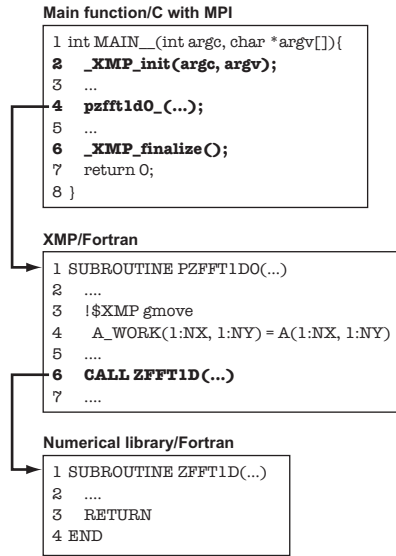 Main function/C with MPI
1 int MAIN__(int argc, char *argv[]){
2 _XMP_init(argc, argv);
3 ...
4 pzfft1d0_(...);
5 ...
6 _XMP_finalize();
7 return 0;
8 }
XMP/Fortran
1 SUBROUTINE PZFFT1D0(...)
2 ....
3 !$XMP gmove
4 A_WORK(1:NX, 1:NY) = A(1:NX, 1:NY)
5 ....
6 CALL ZFFT1D(...)
7 ....
Numerical library/Fortran
1 SUBROUTINE ZFFT1D(...)
2 ....
3 RETURN
4 END